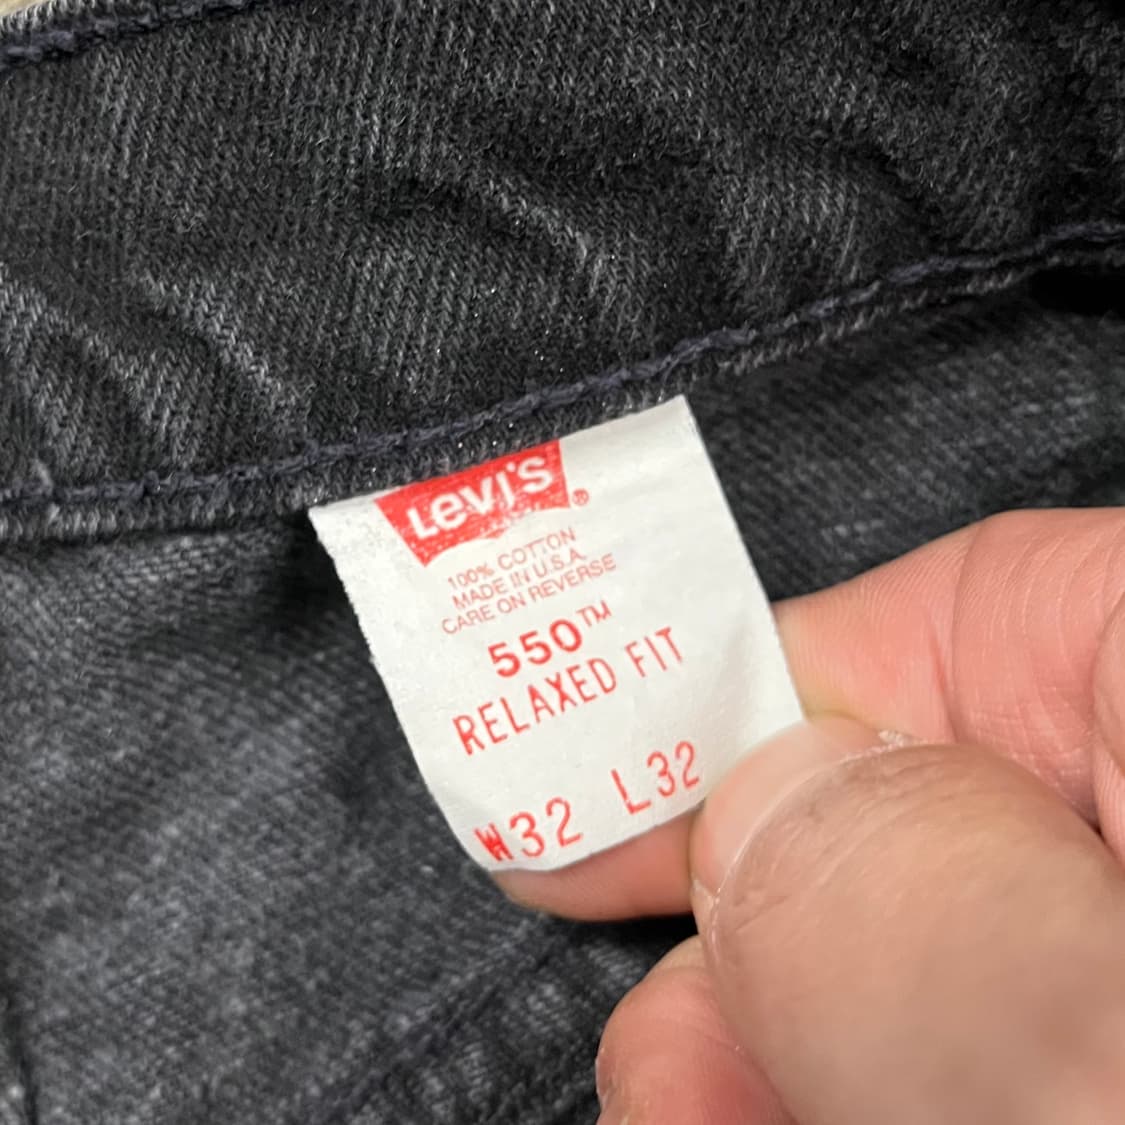 LEVI'S ®
100% COTTON
MADE IN U.S.A.
CARE ON REVERSE
550™
RELAXED FIT
W32 L32